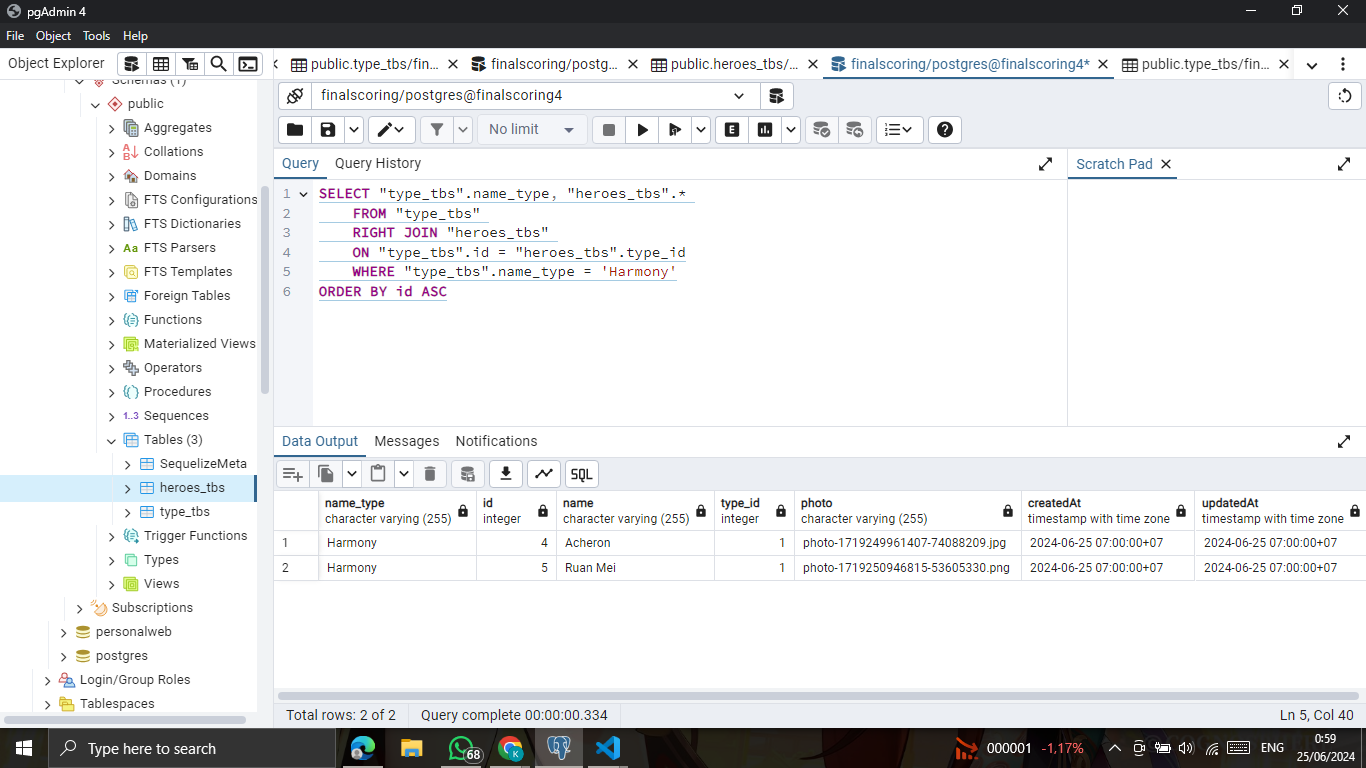 pgAdmin 4
File Object Tools Help
Object Explorer
public.type_tbs/fin...
finalscoring/postg...
public.heroes_tbs/...
finalscoring/postgres@finalscoring4*
public.type_tbs/fin...
Schemas (1)
public
Aggregates
Collations
Domains
FTS Configurations
FTS Dictionaries
Aa FTS Parsers
FTS Templates
Foreign Tables
Functions
Materialized Views
Operators
Procedures
1..3 Sequences
Tables (3)
SequelizeMeta
heroes_tbs
type_tbs
Trigger Functions
Types
Views
Subscriptions
personalweb
postgres
Login/Group Roles
Tablespaces
finalscoring/postgres@finalscoring4
No limit
E
Query Query History
Scratch Pad
1 SELECT "type_tbs".name_type, "heroes_tbs".*
2 FROM "type_tbs"
3 RIGHT JOIN "heroes_tbs"
4 ON "type_tbs".id = "heroes_tbs".type_id
5 WHERE "type_tbs".name_type = 'Harmony'
6 ORDER BY id ASC
Data Output Messages Notifications
SQL
name_type id name type_id photo createdAt updatedAt
character varying (255) integer character varying (255) integer character varying (255) timestamp with time zone timestamp with time zone
1 Harmony 4 Acheron 1 photo-1719249961407-74088209.jpg 2024-06-25 07:00:00+07 2024-06-25 07:00:00+07
2 Harmony 5 Ruan Mei 1 photo-1719250946815-53605330.png 2024-06-25 07:00:00+07 2024-06-25 07:00:00+07
Total rows: 2 of 2 Query complete 00:00:00.334 Ln 5, Col 40
Type here to search
68
K
000001 -1,17%
ENG
0:59
25/06/2024